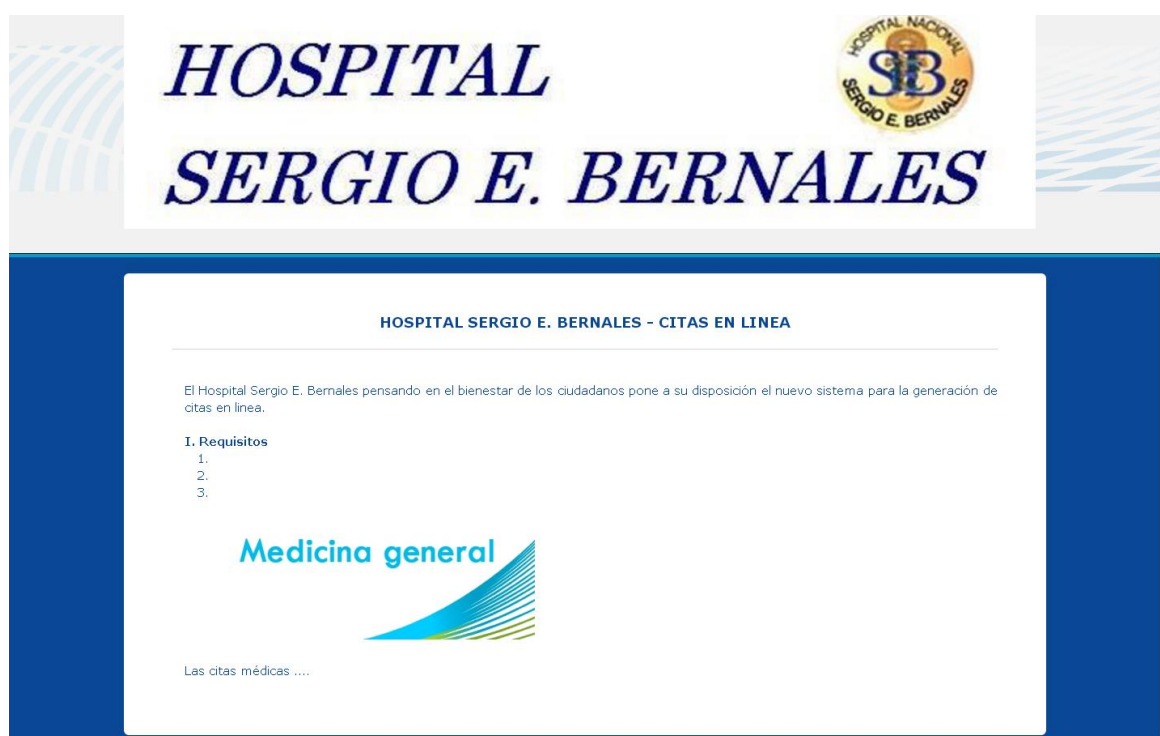 HOSPITAL
HOSPITAL NACIONAL
SERGIO E. BERNALES
SEB
SERGIO E. BERNALES
HOSPITAL SERGIO E. BERNALES - CITAS EN LINEA
El Hospital Sergio E. Bernales pensando en el bienestar de los ciudadanos pone a su disposición el nuevo sistema para la generación de
citas en linea.
I. Requisitos
1.
2.
3.
Medicina general
Las citas médicas ....